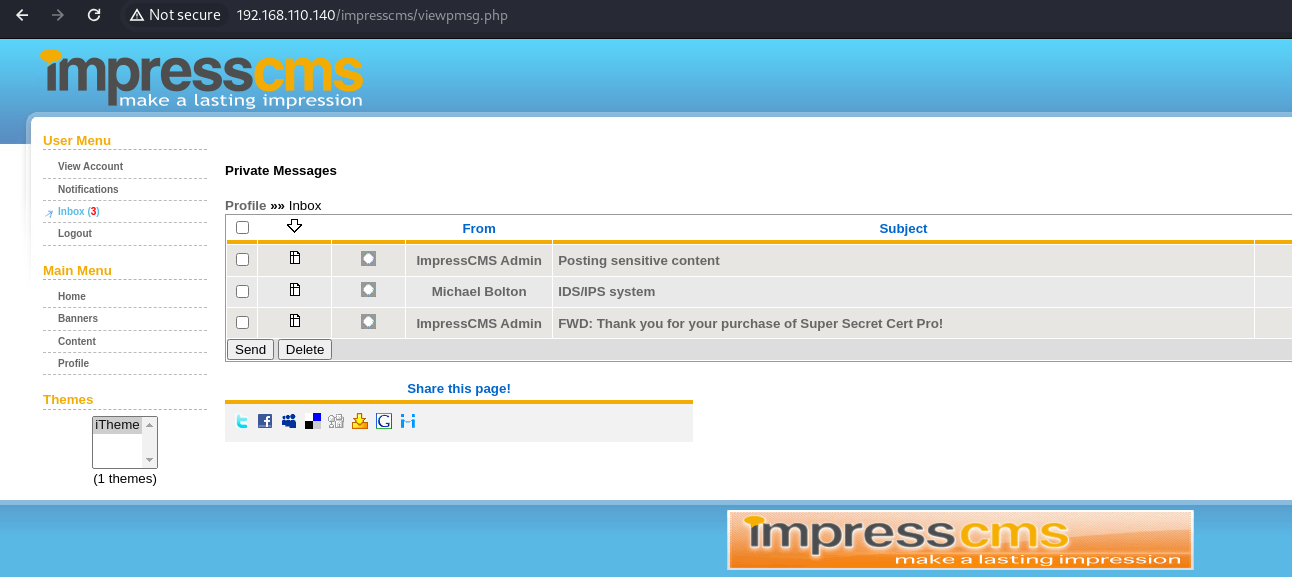 Not secure 192.168.110.140/impresscms/viewpmsg.php
impresscms
make a lasting impression
User Menu
View Account
Notifications
Inbox (3)
Logout
Main Menu
Home
Banners
Content
Profile
Themes
iTheme
(1 themes)
Private Messages
Profile »» Inbox
From Subject
ImpressCMS Admin Posting sensitive content
Michael Bolton IDS/IPS system
ImpressCMS Admin FWD: Thank you for your purchase of Super Secret Cert Pro!
Send Delete
Share this page!
impresscms
make a lasting impression